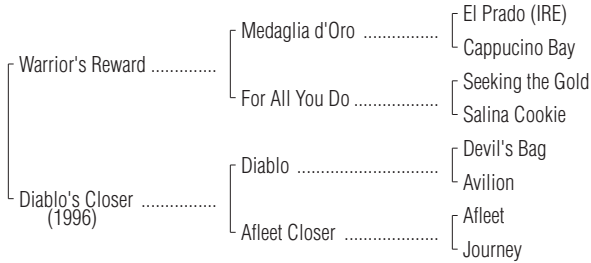 El Prado (IRE)
Medaglia d'Oro ................
Cappucino Bay
Warrior's Reward ..............
Seeking the Gold
For All You Do ..................
Salina Cookie
Devil's Bag
Diablo ..............................
Avilion
Diablo's Closer ................
(1996)
Afleet
Afleet Closer ....................
Journey